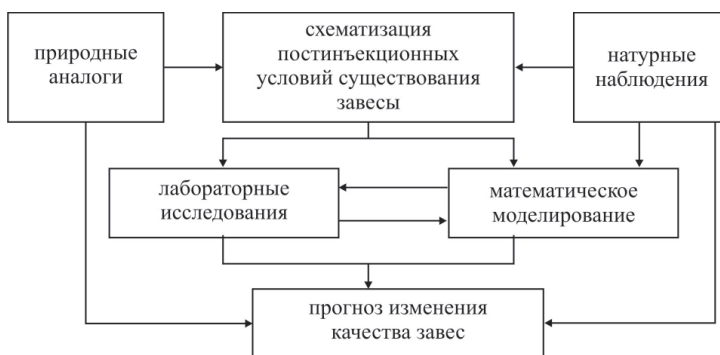 природные
аналоги
схематизация
постинъекционных
условий существования
завесы
натурные
наблюдения
лабораторные
исследования
математическое
моделирование
прогноз изменения
качества завес